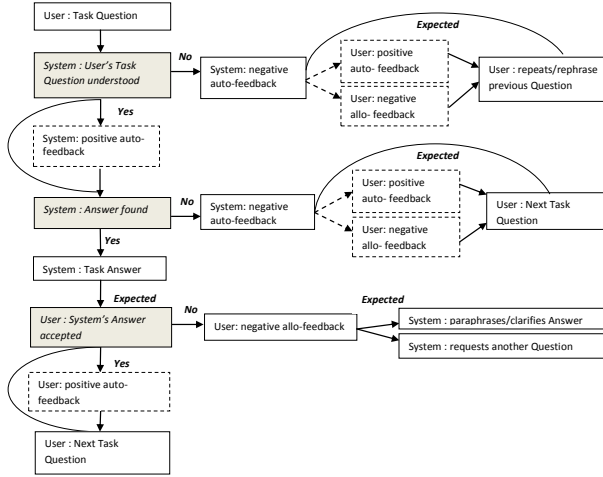 User : Task Question
Expected
System : User's Task
Question understood
No
System: negative
auto-feedback
User: positive
auto- feedback
User: negative
allo- feedback
User : repeats/rephrase
previous Question
Yes
System: positive auto-
feedback
Expected
System : Answer found
No
System: negative
auto-feedback
User: positive
auto- feedback
User: negative
allo- feedback
User : Next Task
Question
Yes
System : Task Answer
Expected
User : System's Answer
accepted
No
User: negative allo-feedback
Expected
System : paraphrases/clarifies Answer
System : requests another Question
Yes
User: positive auto-
feedback
User : Next Task
Question